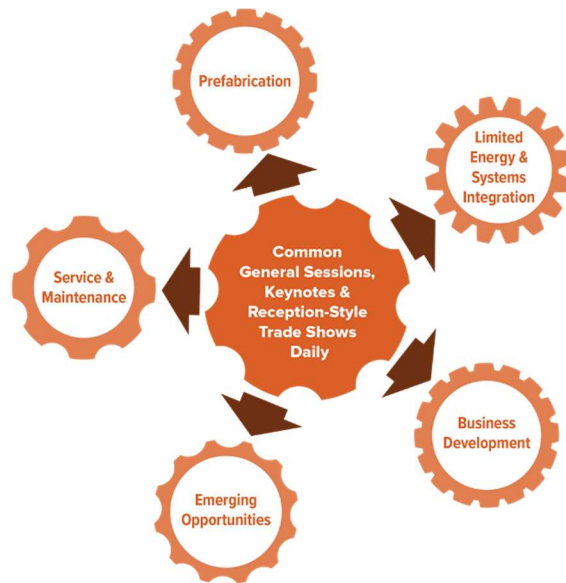 Prefabrication
Limited
Energy &
Systems
Integration
Common
General Sessions,
Keynotes &
Reception-Style
Trade Shows
Daily
Service &
Maintenance
Business
Development
Emerging
Opportunities